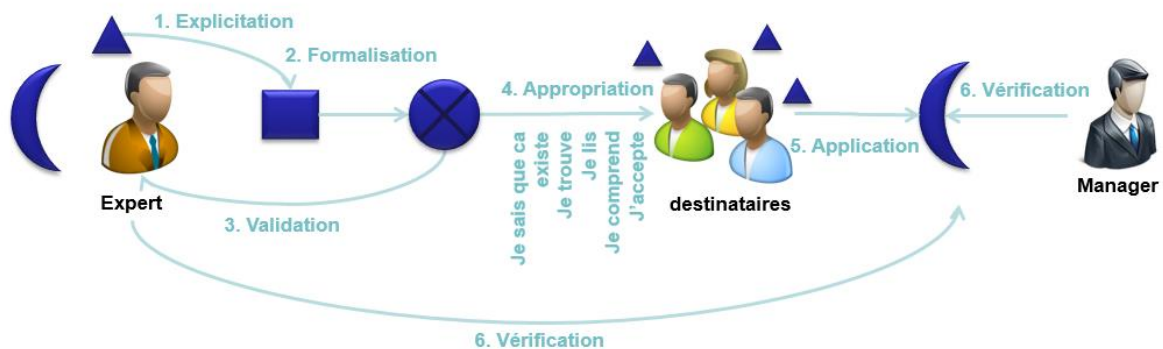 1. Explicitation
2. Formalisation
4. Appropriation
6. Vérification
5. Application
Expert
3. Validation
Je sais que ca
existe
Je trouve
Je lis
Je comprend
J'accepte
destinataires
Manager
6. Vérification